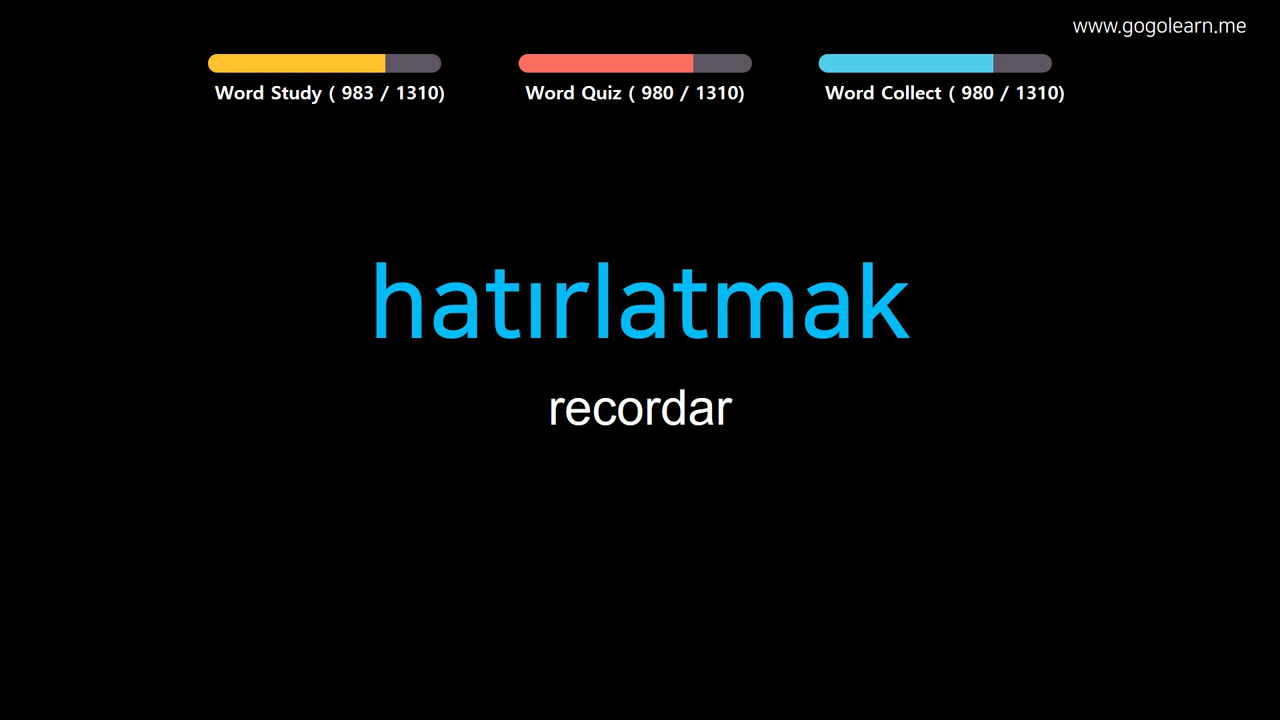 www.gogolearn.me
Word Study ( 983 / 1310)
Word Quiz ( 980 / 1310)
Word Collect ( 980 / 1310)
hatırlatmak
recordar